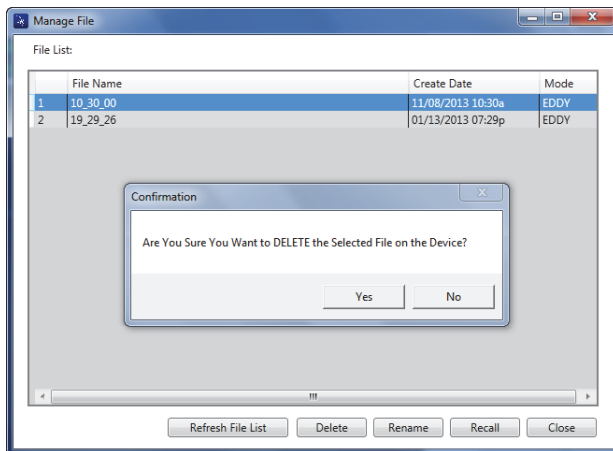 Manage File
File List:
File Name Create Date Mode
1 10_30_00 11/08/2013 10:30a EDDY
2 19_29_26 01/13/2013 07:29p EDDY
Confirmation
Are You Sure You Want to DELETE the Selected File on the Device?
Yes No
Refresh File List Delete Rename Recall Close